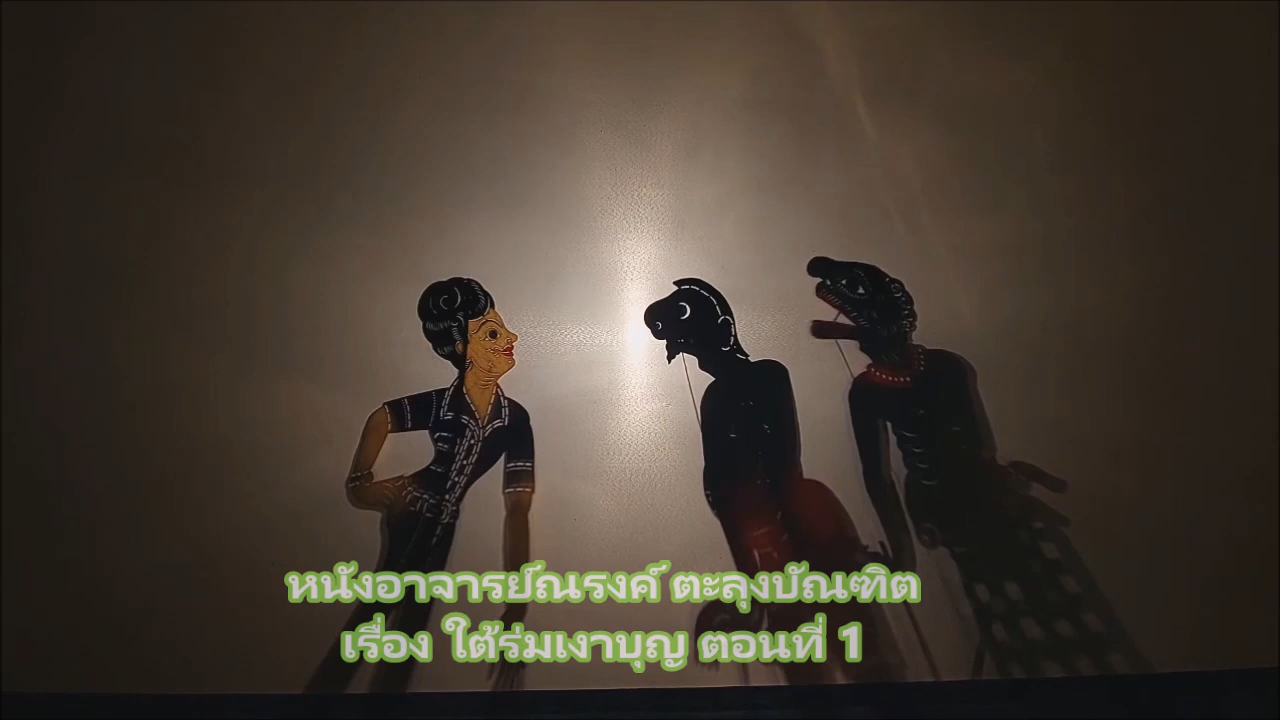 หนังอาจารย์ณรงค์ ตะลุงบัณฑิต
เรื่อง ใต้ร่มเงาบุญ ตอนที่ 1